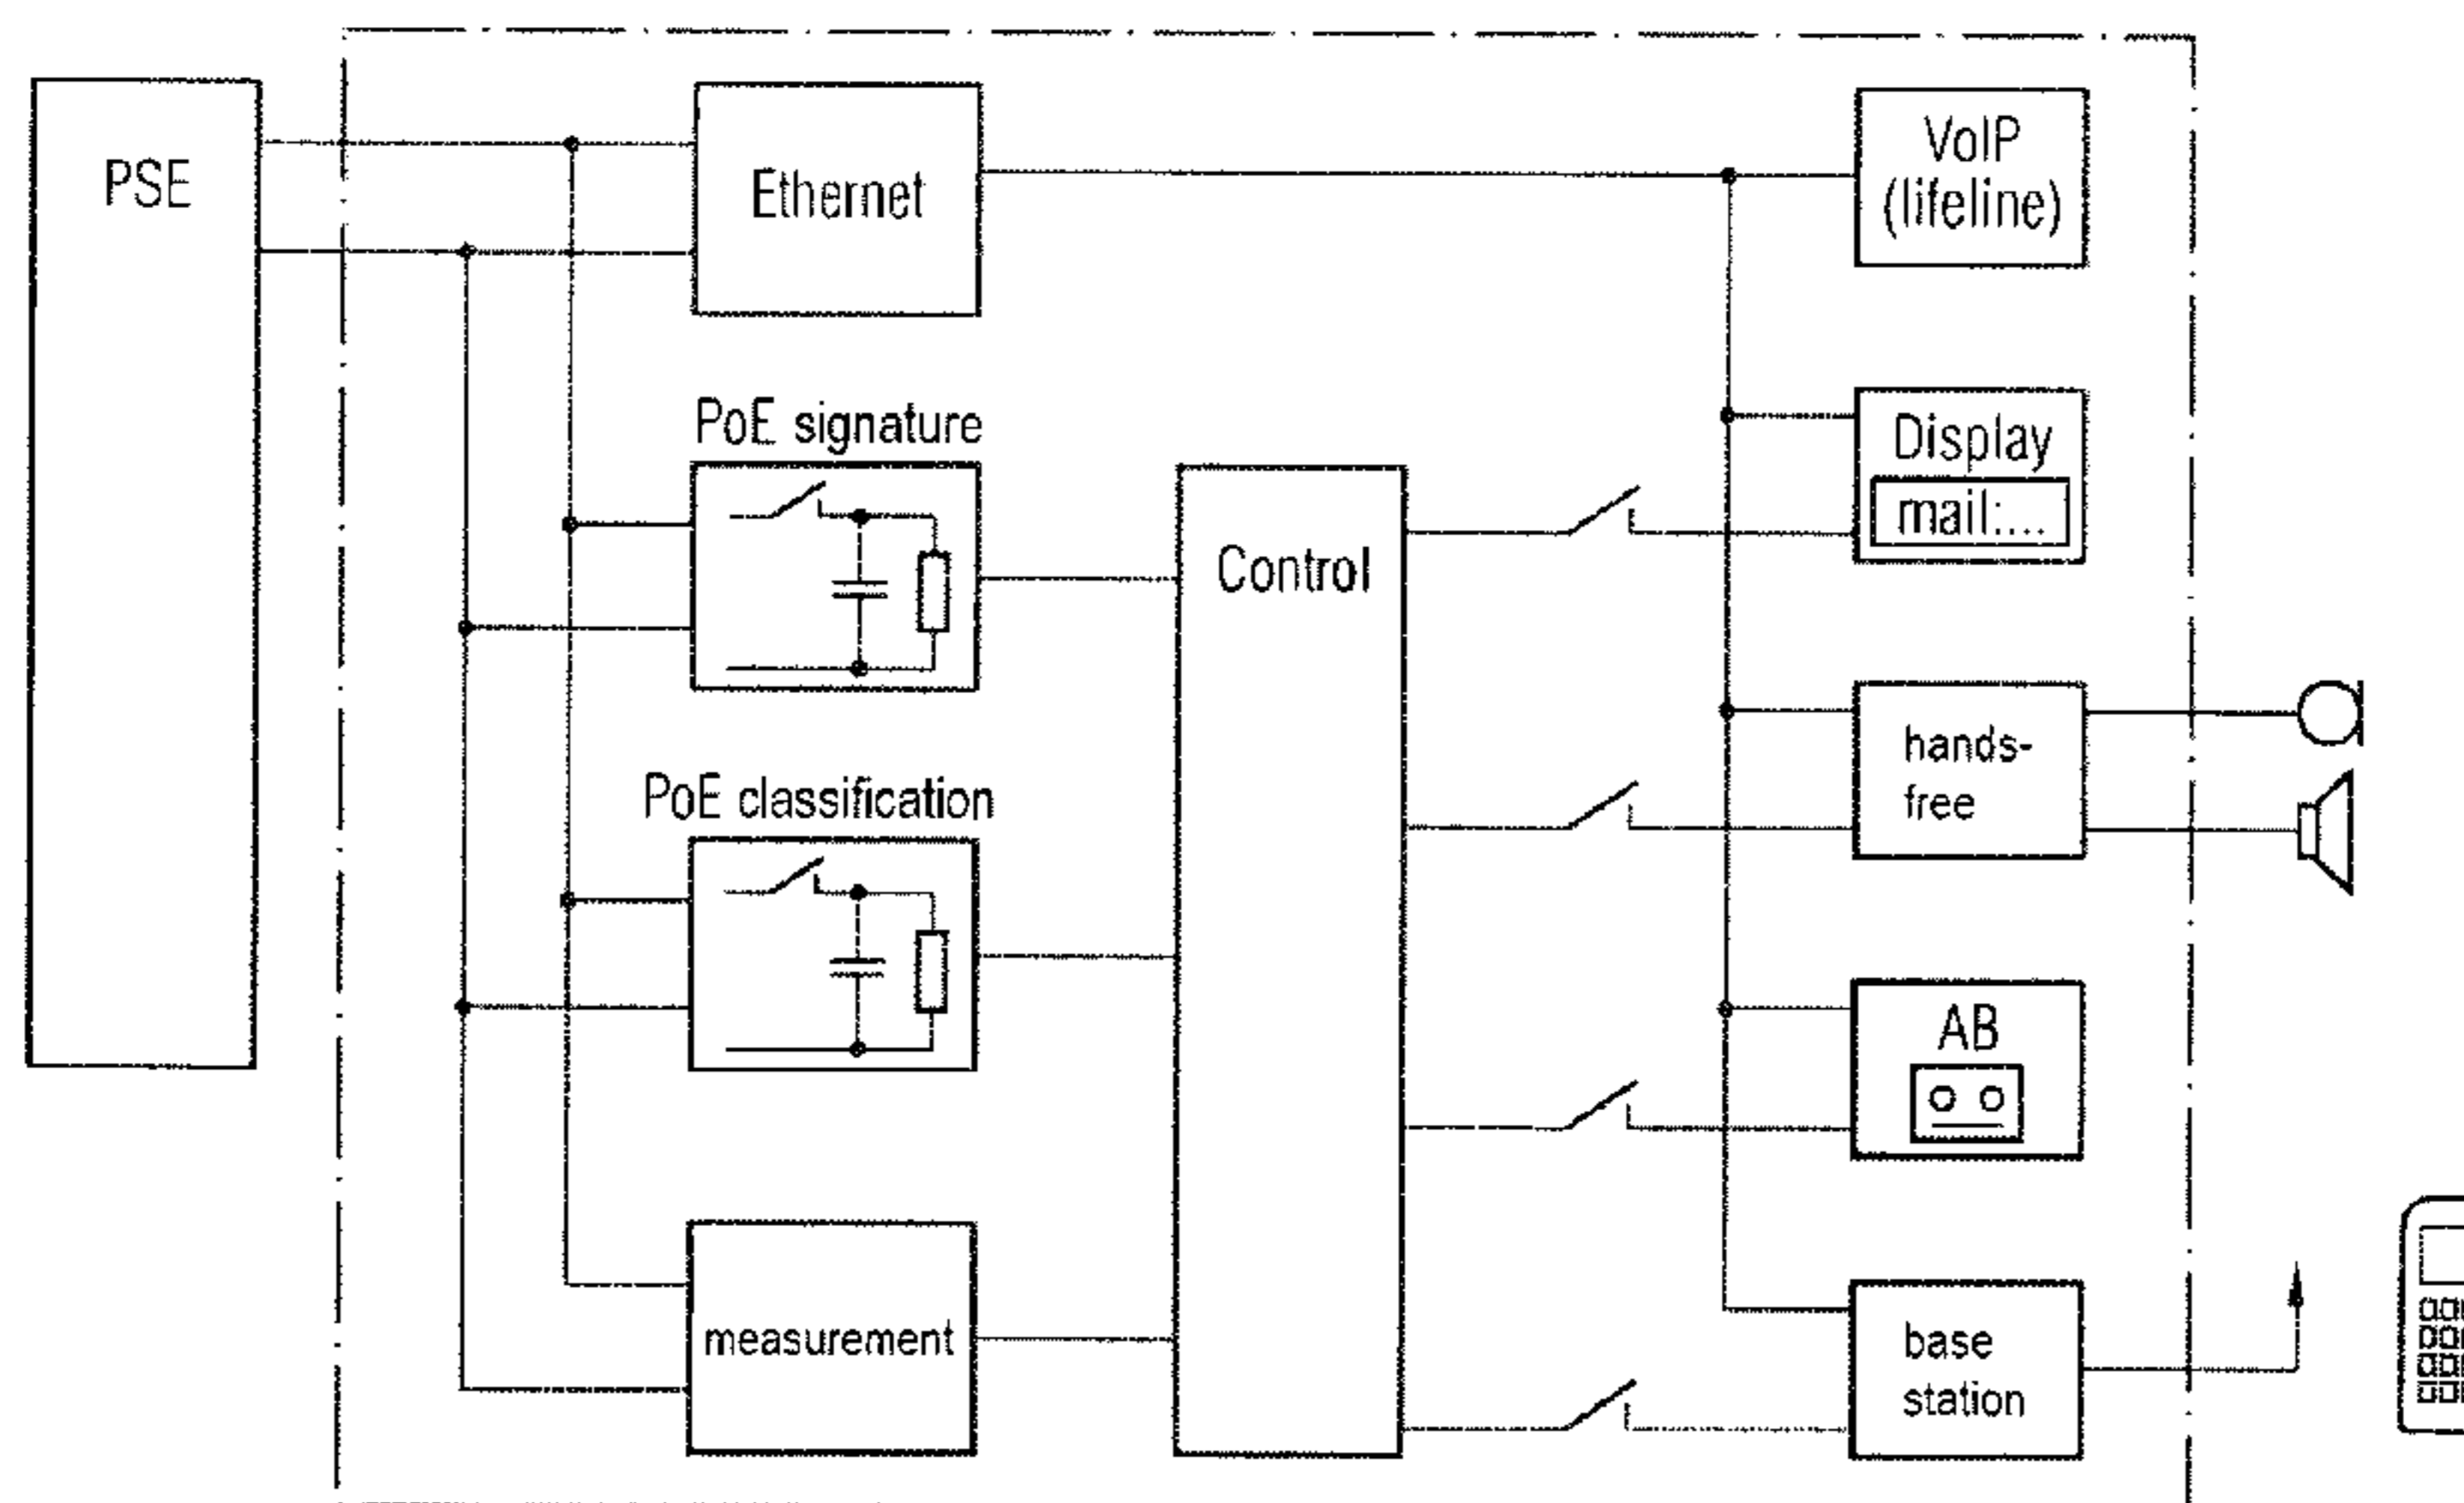 PSE
Ethernet
VoIP
(lifeline)
PoE signature
Display
mail:...
Control
hands-
free
PoE classification
AB
measurement
base
station